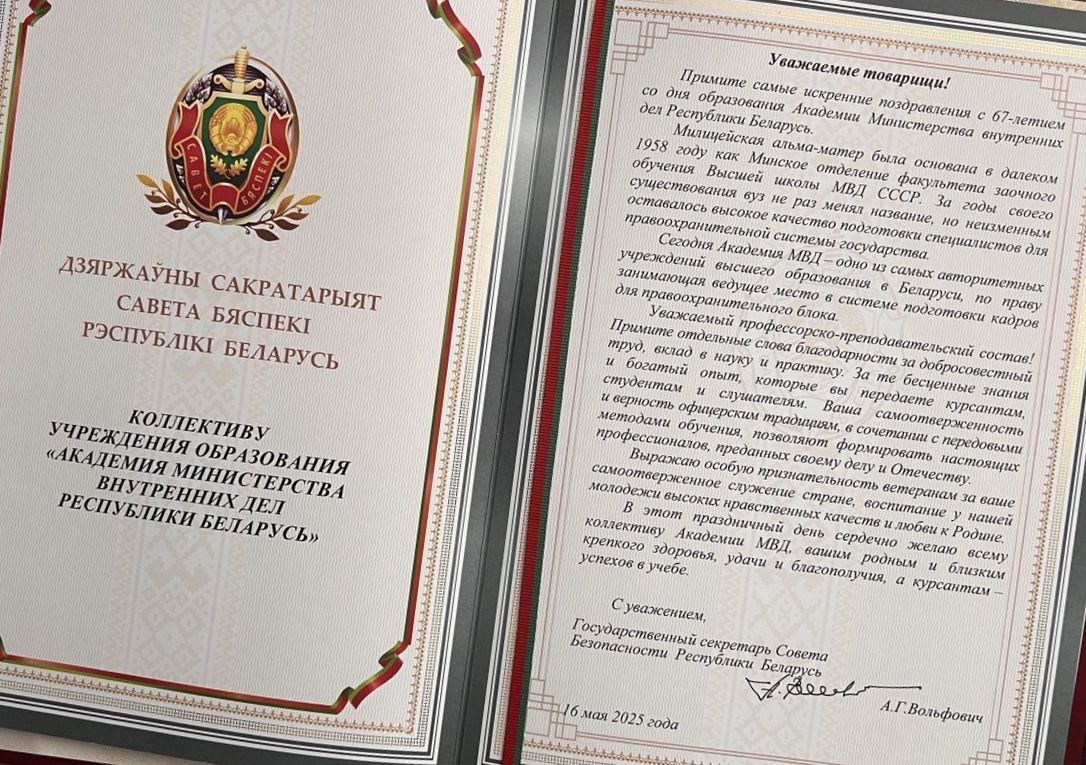 САВЕТ БЯСПЕКІ
ДЗЯРЖАЎНЫ САКРАТАРЫЯТ
САВЕТА БЯСПЕКІ
РЭСПУБЛІКІ БЕЛАРУСЬ
КОЛЛЕКТИВУ
УЧРЕЖДЕНИЯ ОБРАЗОВАНИЯ
«АКАДЕМИЯ МИНИСТЕРСТВА
ВНУТРЕННИХ ДЕЛ
РЕСПУБЛИКИ БЕЛАРУСЬ»
Уважаемые товарищи!
Примите самые искренние поздравления с 67-летием
со дня образования Академии Министерства внутренних
дел Республики Беларусь.
Милицейская альма-матер была основана в далеком
1958 году как Минское отделение факультета заочного
обучения Высшей школы МВД СССР. За годы своего
существования вуз не раз менял название, но неизменным
оставалось высокое качество подготовки специалистов для
правоохранительной системы государства.
Сегодня Академия МВД – одно из самых авторитетных
учреждений высшего образования в Беларуси, по праву
занимающая ведущее место в системе подготовки кадров
для правоохранительного блока.
Уважаемый профессорско-преподавательский состав!
Примите отдельные слова благодарности за добросовестный
труд, вклад в науку и практику. За те бесценные знания
и богатый опыт, которые вы передаете курсантам,
студентам и слушателям. Ваша самоотверженность
и верность офицерским традициям, в сочетании с передовыми
методами обучения, позволяют формировать настоящих
профессионалов, преданных своему делу и Отечеству.
Выражаю особую признательность ветеранам за ваше
самоотверженное служение стране, воспитание у нашей
молодежи высоких нравственных качеств и любви к Родине.
В этот праздничный день сердечно желаю всему
коллективу Академии МВД, вашим родным и близким
крепкого здоровья, удачи и благополучия, а курсантам –
успехов в учебе.
С уважением,
Государственный секретарь Совета
Безопасности Республики Беларусь
А.Г.Вольфович
16 мая 2025 года